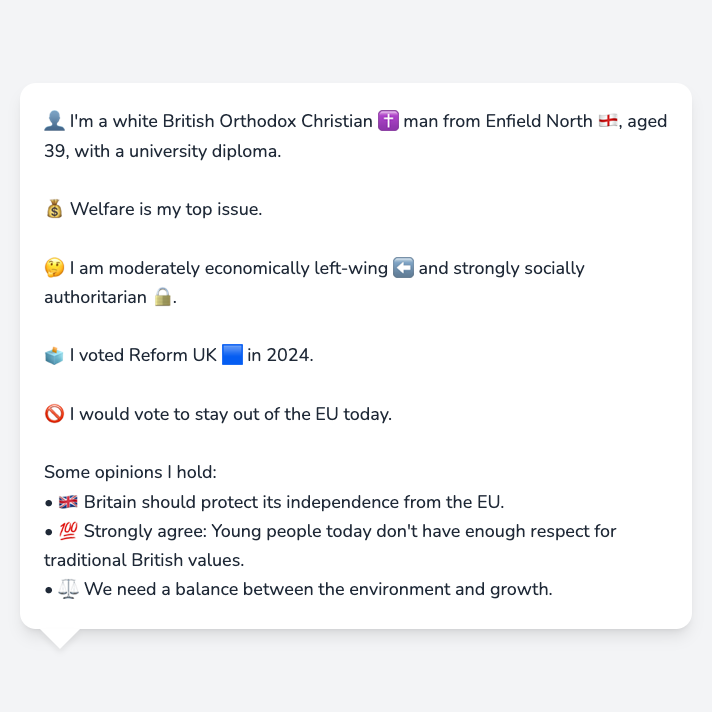 👤 I'm a white British Orthodox Christian ✝️ man from Enfield North 🏴󠁧󠁢󠁥󠁮󠁧󠁿, aged
39, with a university diploma.
💰 Welfare is my top issue.
🤔 I am moderately economically left-wing ⬅️ and strongly socially
authoritarian 🔒.
🗳️ I voted Reform UK 🟦 in 2024.
🚫 I would vote to stay out of the EU today.
Some opinions I hold:
• 🇬🇧 Britain should protect its independence from the EU.
• 💯 Strongly agree: Young people today don't have enough respect for
traditional British values.
• ⚖️ We need a balance between the environment and growth.